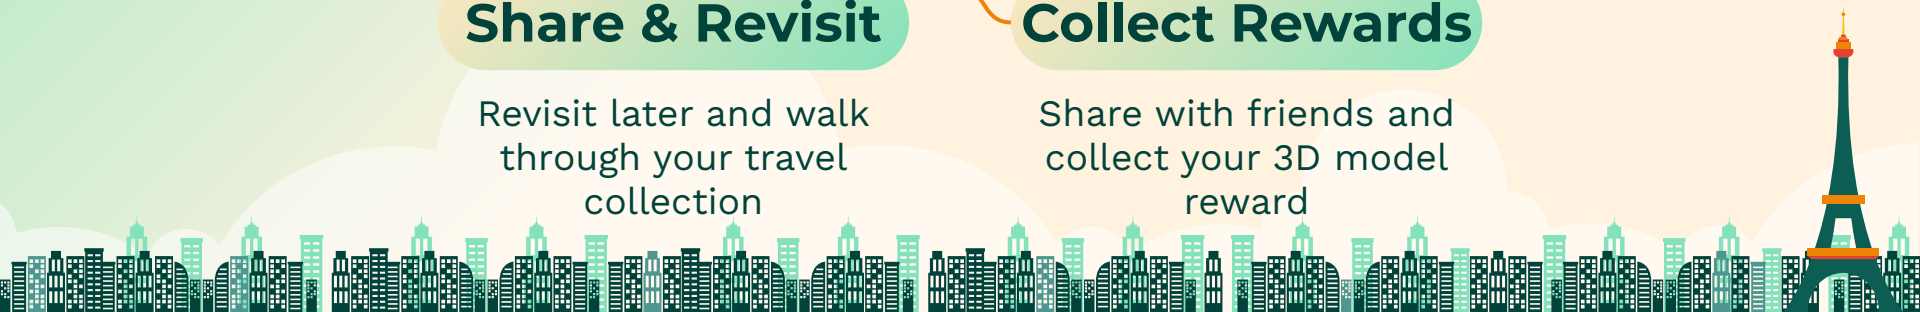 Share & Revisit
Revisit later and walk
through your travel
collection
Collect Rewards
Share with friends and
collect your 3D model
reward